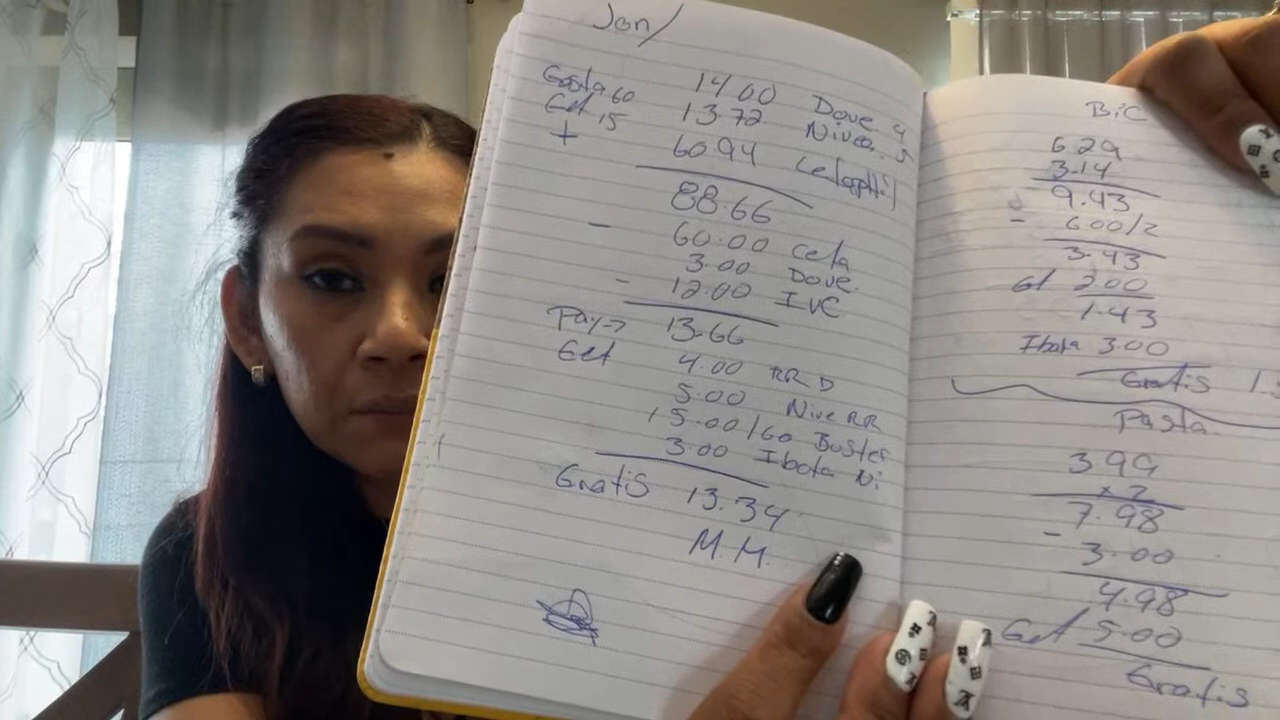 Jon/
Gasta 60 14.00 Dove 4
Get 15 13.72 Nivea 5
+ 60.94 Cetaphil
88.66
- 60.00 Ceta
3.00 Dove.
- 12.00 IVC
Pay-> 13.66
Get 4.00 RR D
5.00 Nive RR
15.00/60 Buster
3.00 Ibota Ni
Gratis 13.34
M.M.
BiC
6.29
3.14
9.43
- 6.00/2
3.43
Get 2.00
1.43
Ibota 3.00
Gratis 1.
Pasta
3.99
x 2
7.98
- 3.00
4.98
Get 5.00
Gratis